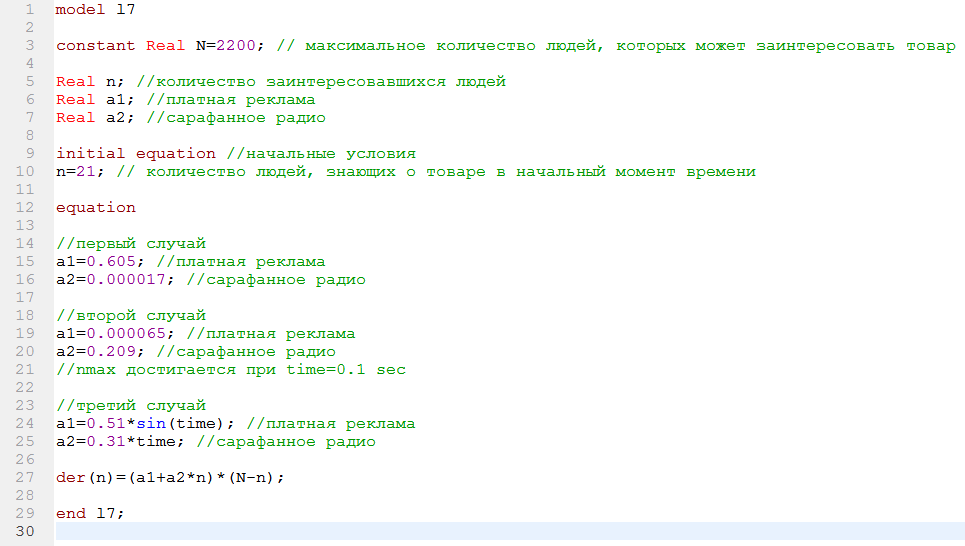 1 model l7
2
3 constant Real N=2200; // максимальное количество людей, которых может заинтересовать товар
4
5 Real n; //количество заинтересовавшихся людей
6 Real a1; //платная реклама
7 Real a2; //сарафанное радио
8
9 initial equation //начальные условия
10 n=21; // количество людей, знающих о товаре в начальный момент времени
11
12 equation
13
14 //первый случай
15 a1=0.605; //платная реклама
16 a2=0.000017; //сарафанное радио
17
18 //второй случай
19 a1=0.000065; //платная реклама
20 a2=0.209; //сарафанное радио
21 //nmax достигается при time=0.1 sec
22
23 //третий случай
24 a1=0.51*sin(time); //платная реклама
25 a2=0.31*time; //сарафанное радио
26
27 der(n)=(a1+a2*n)*(N-n);
28
29 end l7;
30